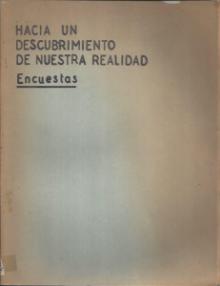 HACIA UN
DESCUBRIMIENTO
DE NUESTRA REALIDAD
Encuestas